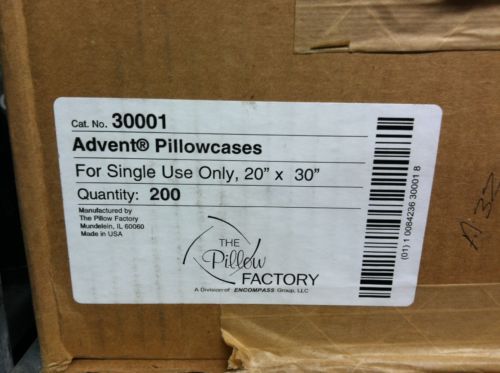 Cat. No. 30001
Advent® Pillowcases
For Single Use Only, 20" x 30"
Quantity: 200
Manufactured by
The Pillow Factory
Mundelein, IL 60060
Made in USA
THE
Pillow
FACTORY
A Division of ENCOMPASS Group, LLC
(01) 1 0084236 30001 8